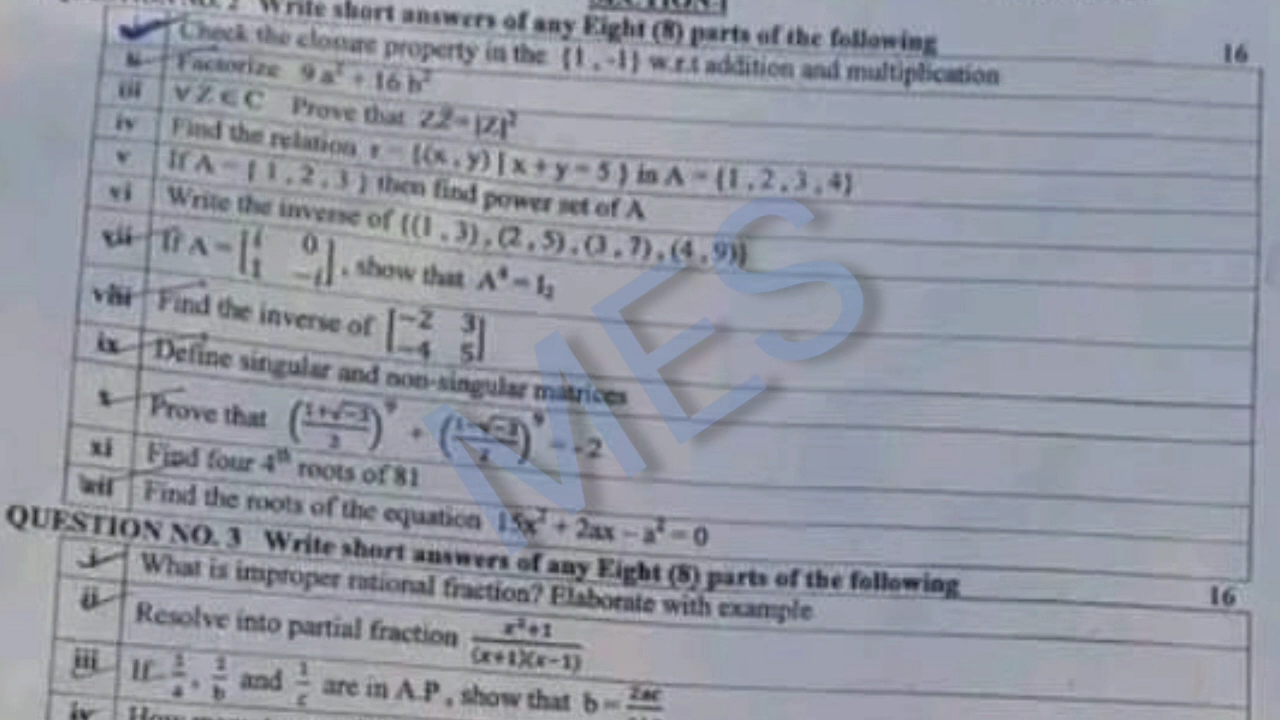 SECTION I
QUESTION NO. 2 Write short answers of any Eight (8) parts of the following 16
i Check the closure property in the {1 , -1} w.r.t addition and multiplication
ii Factorize 9a² + 16b²
iii ∀ Z ∈ C Prove that ZZ̄ = |Z|²
iv Find the relation r = {(x , y) | x + y = 5 } in A = {1 , 2 , 3 , 4}
v If A = { 1 , 2 , 3 } then find power set of A
vi Write the inverse of {(1 , 3) , (2 , 5) , (3 , 7) , (4 , 9)}
vii If A = [i 0; 1 -i] , show that A⁴ = I₂
viii Find the inverse of [-2 3; -4 5]
ix Define singular and non-singular matrices
x Prove that ((1+√-3)/2)⁹ + ((1-√-3)/2)⁹ = -2
xi Find four 4th roots of 81
xii Find the roots of the equation 15x² + 2ax - a² = 0
QUESTION NO. 3 Write short answers of any Eight (8) parts of the following 16
i What is improper rational fraction? Elaborate with example
ii Resolve into partial fraction (x²+1)/((x+1)(x-1))
iii If 1/a , 1/b and 1/c are in A.P , show that b = 2ac
iv How
MES